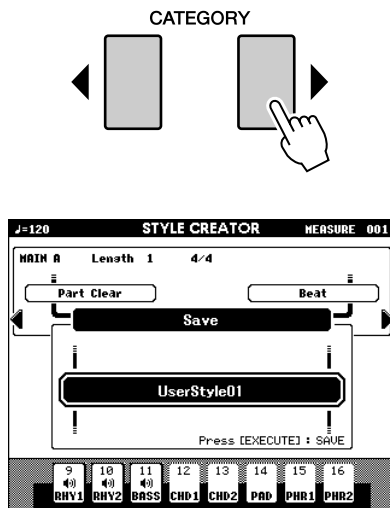 CATEGORY
♩=120 STYLE CREATOR MEASURE 001
MAIN A Length 1 4/4
Part Clear Beat
Save
UserStyle01
Press [EXECUTE] : SAVE
9 10 11 12 13 14 15 16
RHY1 RHY2 BASS CHD1 CHD2 PAD PHR1 PHR2